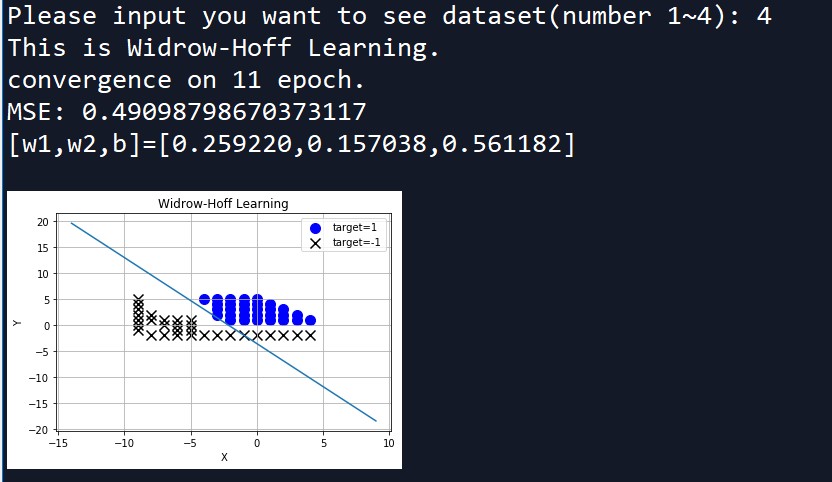 Please input you want to see dataset(number 1~4): 4
This is Widrow-Hoff Learning.
convergence on 11 epoch.
MSE: 0.49098798670373117
[w1,w2,b]=[0.259220,0.157038,0.561182]
Widrow-Hoff Learning
target=1
target=-1
20
15
10
5
0
−5
−10
−15
−20
Y
−15 −10 −5 0 5 10
X